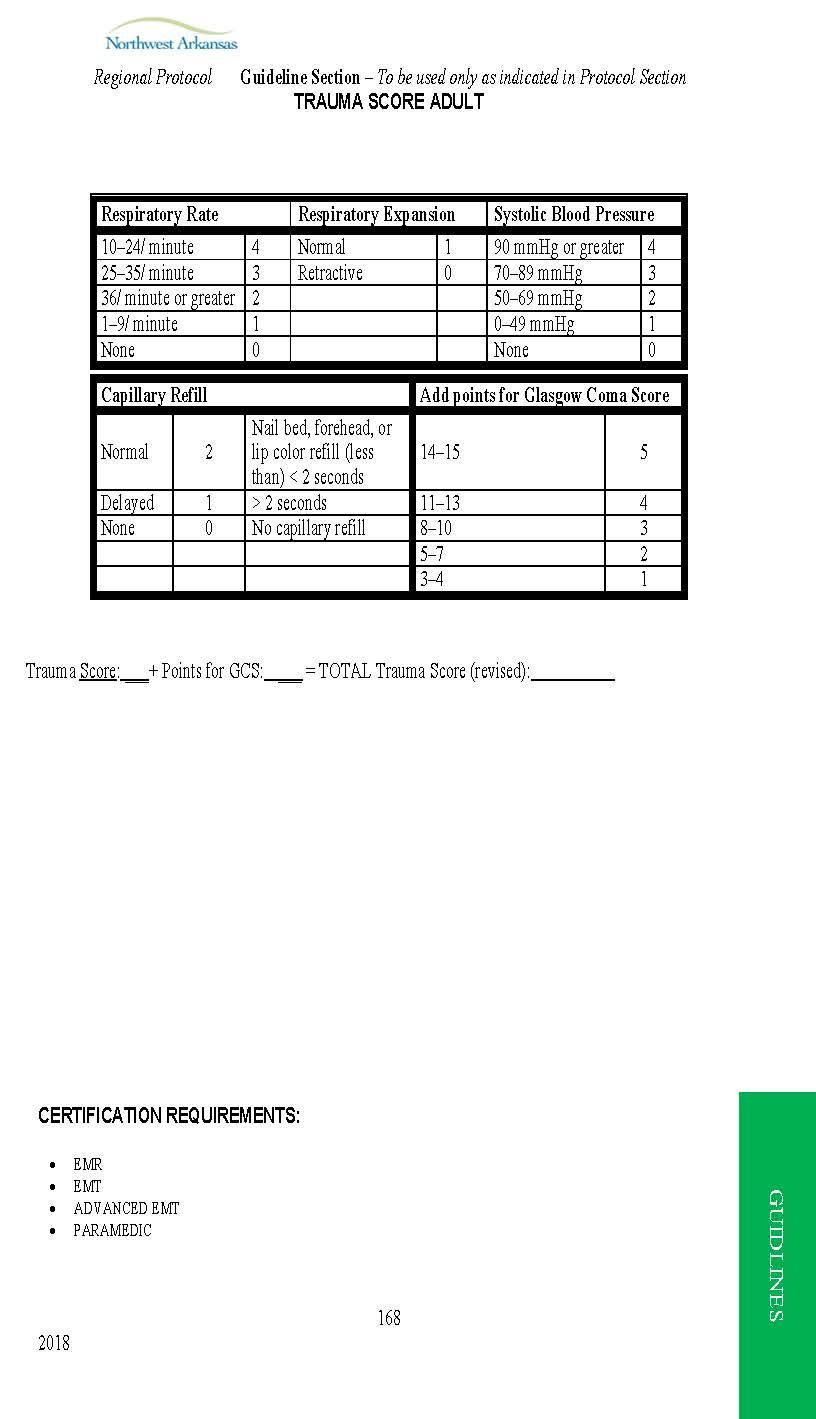 Northwest Arkansas
Regional Protocol Guideline Section – To be used only as indicated in Protocol Section
TRAUMA SCORE ADULT
Respiratory Rate Respiratory Expansion Systolic Blood Pressure
10–24/ minute 4 Normal 1 90 mmHg or greater 4
25–35/ minute 3 Retractive 0 70–89 mmHg 3
36/ minute or greater 2 50–69 mmHg 2
1–9/ minute 1 0–49 mmHg 1
None 0 None 0
Capillary Refill Add points for Glasgow Coma Score
Nail bed, forehead, or
Normal 2 lip color refill (less 14–15 5
than) < 2 seconds
Delayed 1 > 2 seconds 11–13 4
None 0 No capillary refill 8–10 3
5–7 2
3–4 1
Trauma Score:___+ Points for GCS:____ = TOTAL Trauma Score (revised):_________
CERTIFICATION REQUIREMENTS:
• EMR
• EMT
• ADVANCED EMT
• PARAMEDIC
GUIDLINES
168
2018